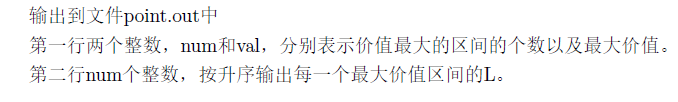 输出到文件point.out中
第一行两个整数，num和val，分别表示价值最大的区间的个数以及最大价值。
第二行num个整数，按升序输出每一个最大价值区间的L。